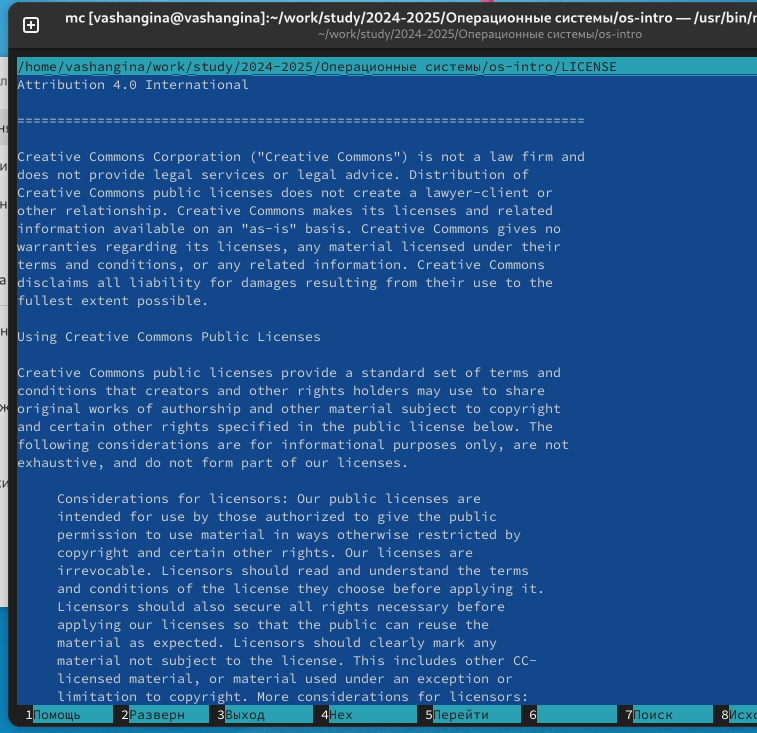 mc [vashangina@vashangina]:~/work/study/2024-2025/Операционные системы/os-intro — /usr/bin/
~/work/study/2024-2025/Операционные системы/os-intro
/home/vashangina/work/study/2024-2025/Операционные системы/os-intro/LICENSE
Attribution 4.0 International
=======================================================================
Creative Commons Corporation ("Creative Commons") is not a law firm and
does not provide legal services or legal advice. Distribution of
Creative Commons public licenses does not create a lawyer-client or
other relationship. Creative Commons makes its licenses and related
information available on an "as-is" basis. Creative Commons gives no
warranties regarding its licenses, any material licensed under their
terms and conditions, or any related information. Creative Commons
disclaims all liability for damages resulting from their use to the
fullest extent possible.
Using Creative Commons Public Licenses
Creative Commons public licenses provide a standard set of terms and
conditions that creators and other rights holders may use to share
original works of authorship and other material subject to copyright
and certain other rights specified in the public license below. The
following considerations are for informational purposes only, are not
exhaustive, and do not form part of our licenses.
Considerations for licensors: Our public licenses are
intended for use by those authorized to give the public
permission to use material in ways otherwise restricted by
copyright and certain other rights. Our licenses are
irrevocable. Licensors should read and understand the terms
and conditions of the license they choose before applying it.
Licensors should also secure all rights necessary before
applying our licenses so that the public can reuse the
material as expected. Licensors should clearly mark any
material not subject to the license. This includes other CC-
licensed material, or material used under an exception or
limitation to copyright. More considerations for licensors:
1Помощь 2Разверн 3Выход 4Hex 5Перейти 6 7Поиск 8Исхо